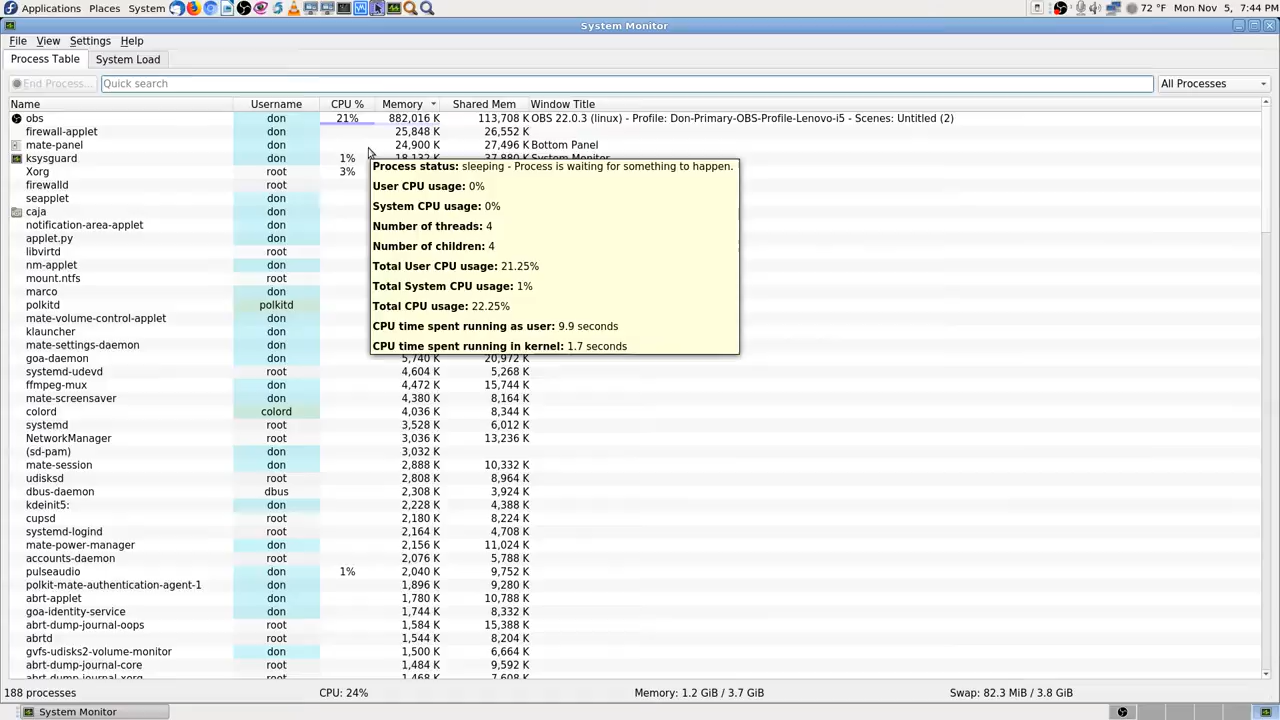 Applications Places System 72 °F Mon Nov 5, 7:44 PM
System Monitor
File View Settings Help
Process Table System Load
End Process... Quick search All Processes
Name Username CPU % Memory Shared Mem Window Title
obs don 21% 882,016 K 113,708 K OBS 22.0.3 (linux) - Profile: Don-Primary-OBS-Profile-Lenovo-i5 - Scenes: Untitled (2)
firewall-applet don 25,848 K 26,552 K
mate-panel don 24,900 K 27,496 K Bottom Panel
ksysguard don 1% 18,132 K 37,880 K System Monitor
Xorg root 3%
firewalld root
seapplet don
caja don
notification-area-applet don
applet.py don
libvirtd root
nm-applet don
mount.ntfs root
marco don
polkitd polkitd
mate-volume-control-applet don
klauncher don
mate-settings-daemon don
Process status: sleeping - Process is waiting for something to happen.
User CPU usage: 0%
System CPU usage: 0%
Number of threads: 4
Number of children: 4
Total User CPU usage: 21.25%
Total System CPU usage: 1%
Total CPU usage: 22.25%
CPU time spent running as user: 9.9 seconds
CPU time spent running in kernel: 1.7 seconds
goa-daemon don 5,740 K 20,972 K
systemd-udevd root 4,604 K 5,268 K
ffmpeg-mux don 4,472 K 15,744 K
mate-screensaver don 4,380 K 8,164 K
colord colord 4,036 K 8,344 K
systemd root 3,528 K 6,012 K
NetworkManager root 3,036 K 13,236 K
(sd-pam) don 3,032 K
mate-session don 2,888 K 10,332 K
udisksd root 2,808 K 8,964 K
dbus-daemon dbus 2,308 K 3,924 K
kdeinit5: don 2,228 K 4,388 K
cupsd root 2,180 K 8,224 K
systemd-logind root 2,164 K 4,708 K
mate-power-manager don 2,156 K 11,024 K
accounts-daemon root 2,076 K 5,788 K
pulseaudio don 1% 2,040 K 9,752 K
polkit-mate-authentication-agent-1 don 1,896 K 9,280 K
abrt-applet don 1,780 K 10,788 K
goa-identity-service don 1,744 K 8,332 K
abrt-dump-journal-oops root 1,584 K 15,388 K
abrtd root 1,544 K 8,204 K
gvfs-udisks2-volume-monitor don 1,500 K 6,664 K
abrt-dump-journal-core root 1,484 K 9,592 K
abrt-dump-journal-xorg root 1,468 K 7,608 K
188 processes CPU: 24% Memory: 1.2 GiB / 3.7 GiB Swap: 82.3 MiB / 3.8 GiB
System Monitor